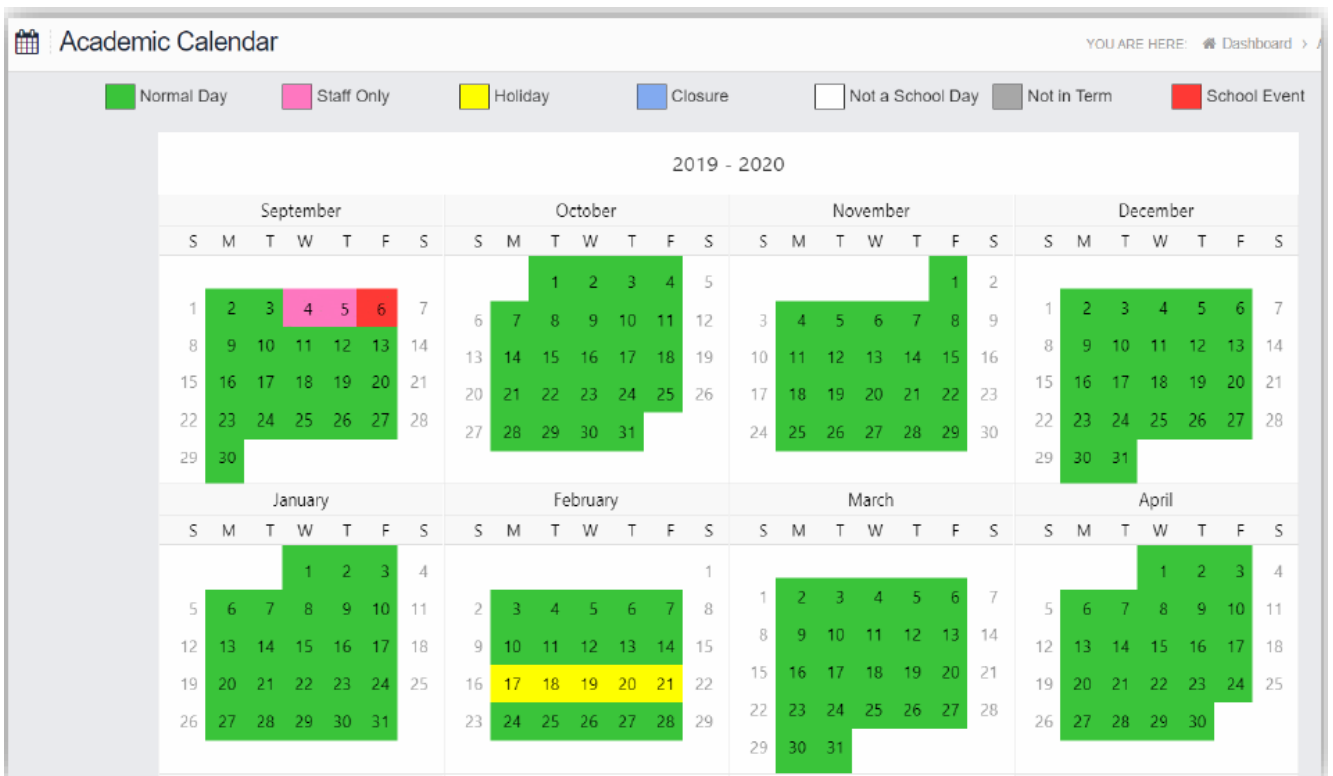 Academic Calendar
YOU ARE HERE: Dashboard >
Normal Day Staff Only Holiday Closure Not a School Day Not in Term School Event
2019 - 2020
September October November December
S M T W T F S S M T W T F S S M T W T F S S M T W T F S
1 2 3 4 5 1 2
1 2 3 4 5 6 7 6 7 8 9 10 11 12 3 4 5 6 7 8 9 1 2 3 4 5 6 7
8 9 10 11 12 13 14 13 14 15 16 17 18 19 10 11 12 13 14 15 16 8 9 10 11 12 13 14
15 16 17 18 19 20 21 20 21 22 23 24 25 26 17 18 19 20 21 22 23 15 16 17 18 19 20 21
22 23 24 25 26 27 28 27 28 29 30 31 24 25 26 27 28 29 30 22 23 24 25 26 27 28
29 30 29 30 31
January February March April
S M T W T F S S M T W T F S S M T W T F S S M T W T F S
1 2 3 4 1 1 2 3 4 5 6 7 1 2 3 4
5 6 7 8 9 10 11 2 3 4 5 6 7 8 8 9 10 11 12 13 14 5 6 7 8 9 10 11
12 13 14 15 16 17 18 9 10 11 12 13 14 15 15 16 17 18 19 20 21 12 13 14 15 16 17 18
19 20 21 22 23 24 25 16 17 18 19 20 21 22 22 23 24 25 26 27 28 19 20 21 22 23 24 25
26 27 28 29 30 31 23 24 25 26 27 28 29 29 30 31 26 27 28 29 30